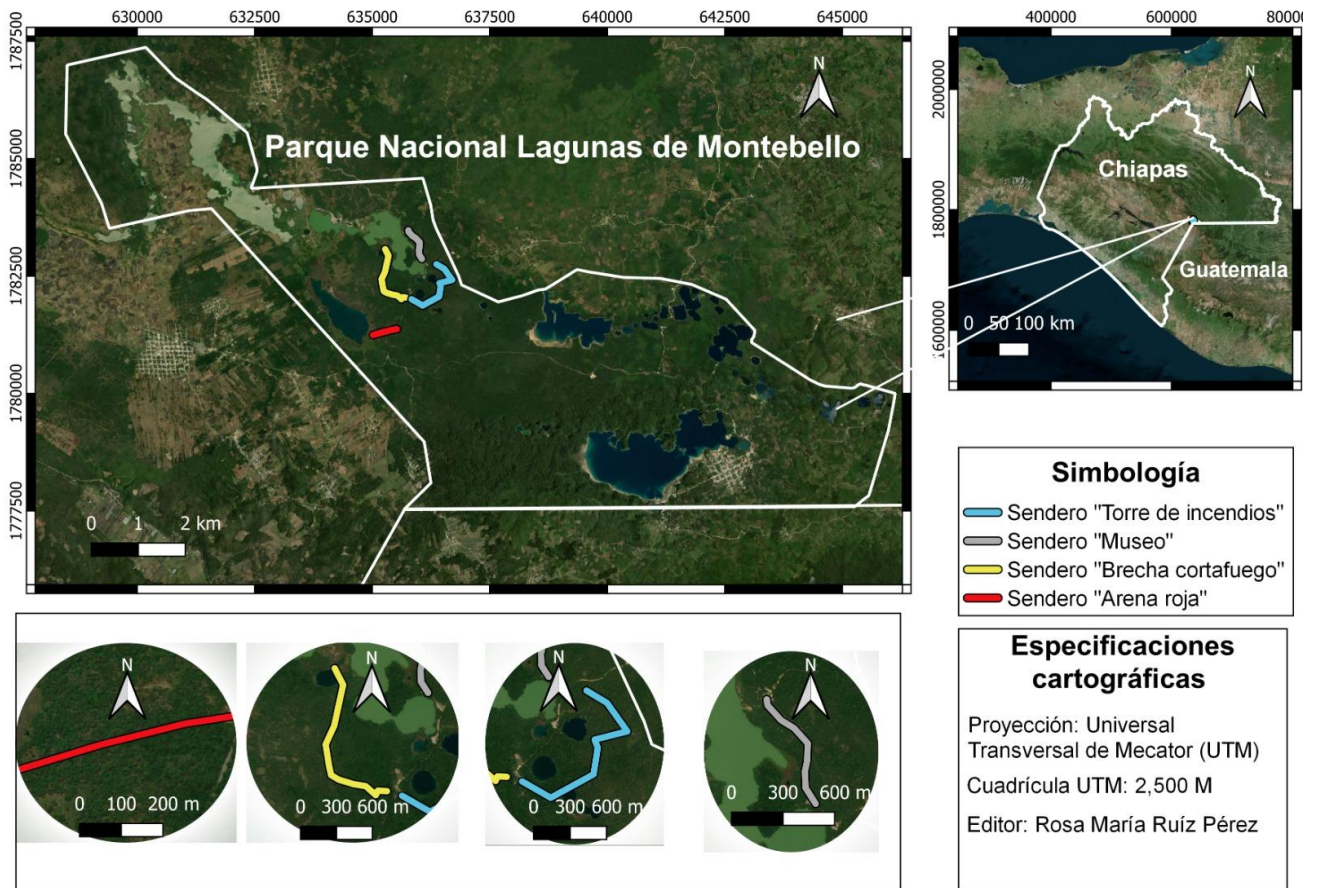 630000 632500 635000 637500 640000 642500 645000
1787500
1785000
1782500
1780000
1777500
N
Parque Nacional Lagunas de Montebello
0 1 2 km
400000 600000 80000
2000000
1800000
1600000
N
Chiapas
Guatemala
0 50 100 km
Simbología
Sendero "Torre de incendios"
Sendero "Museo"
Sendero "Brecha cortafuego"
Sendero "Arena roja"
N
0 100 200 m
N
0 300 600 m
N
0 300 600 m
N
0 300 600 m
Especificaciones
cartográficas
Proyección: Universal
Transversal de Mecator (UTM)
Cuadrícula UTM: 2,500 M
Editor: Rosa María Ruíz Pérez